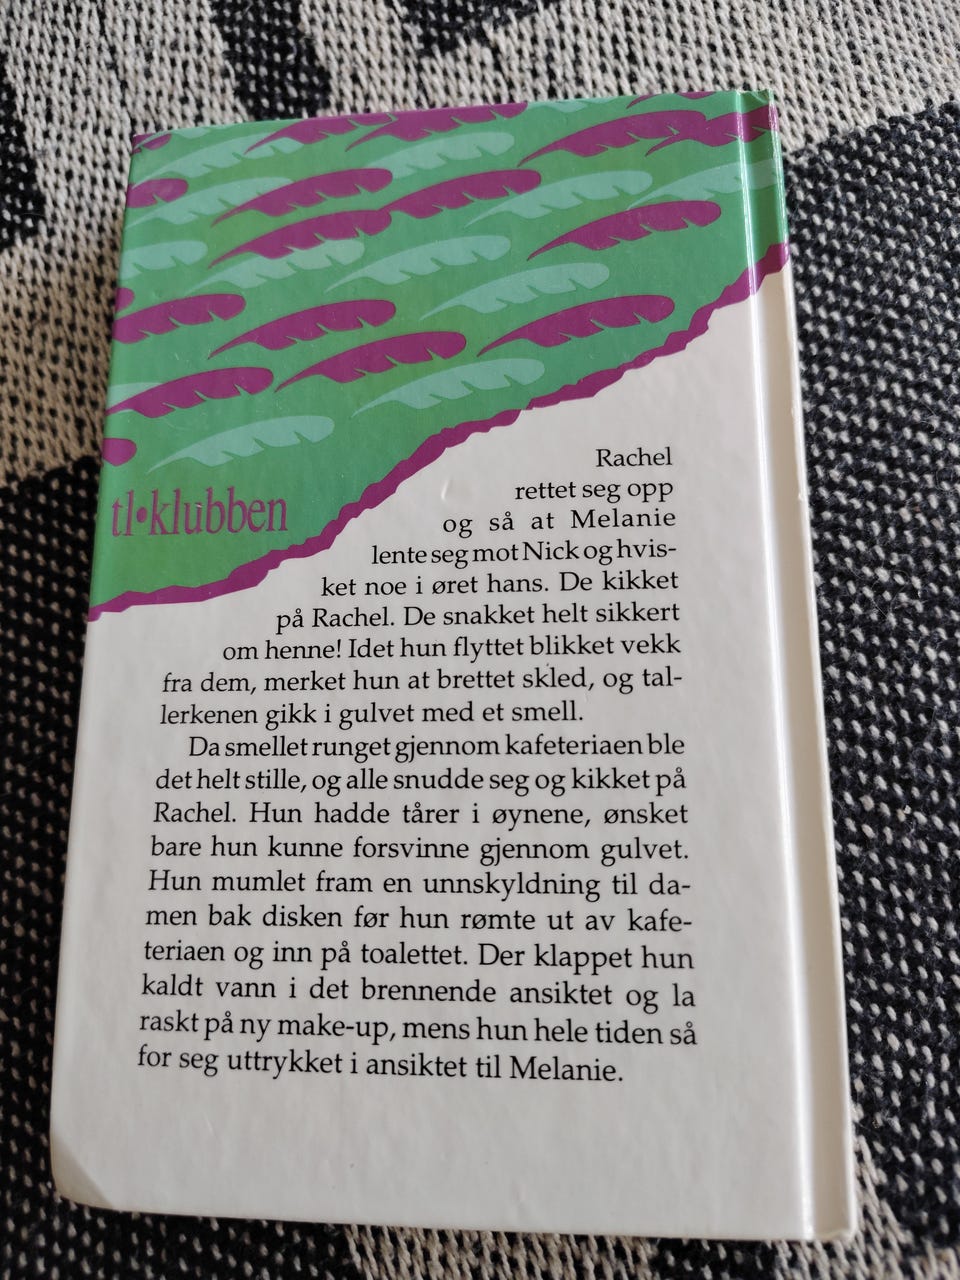 tl•klubben
Rachel
rettet seg opp
og så at Melanie
lente seg mot Nick og hvis-
ket noe i øret hans. De kikket
på Rachel. De snakket helt sikkert
om henne! Idet hun flyttet blikket vekk
fra dem, merket hun at brettet skled, og tal-
lerkenen gikk i gulvet med et smell.
Da smellet runget gjennom kafeteriaen ble
det helt stille, og alle snudde seg og kikket på
Rachel. Hun hadde tårer i øynene, ønsket
bare hun kunne forsvinne gjennom gulvet.
Hun mumlet fram en unnskyldning til da-
men bak disken før hun rømte ut av kafe-
teriaen og inn på toalettet. Der klappet hun
kaldt vann i det brennende ansiktet og la
raskt på ny make-up, mens hun hele tiden så
for seg uttrykket i ansiktet til Melanie.